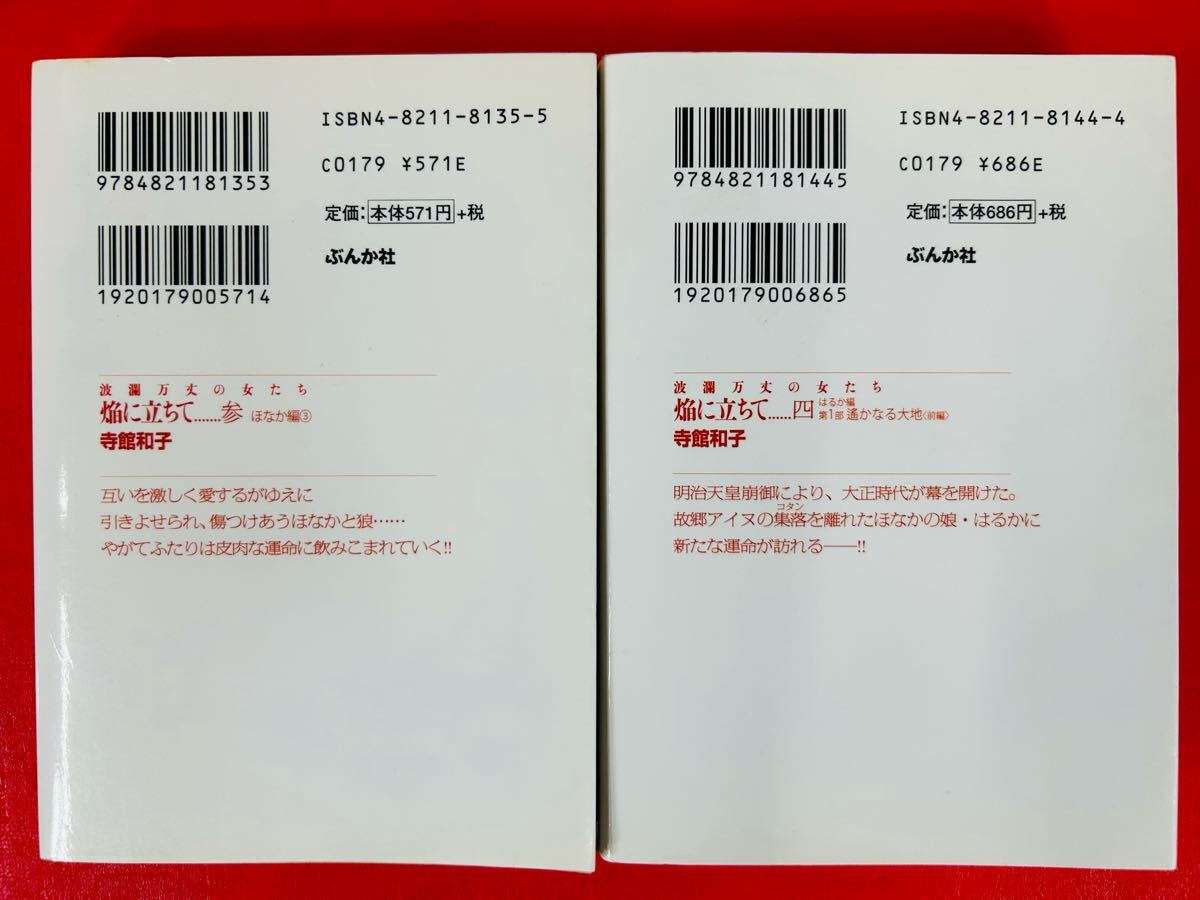 ISBN4-8211-8135-5
9784821181353
C0179 ¥571E
定価：本体571円+税
1920179005714
ぶんか社
波瀾万丈の女たち
焔に立ちて……参 ほなか編③
寺館和子
互いを激しく愛するがゆえに
引きよせられ、傷つけあうほなかと狼……
やがてふたりは皮肉な運命に飲みこまれていく!!
ISBN4-8211-8144-4
9784821181445
C0179 ¥686E
定価：本体686円+税
1920179006865
ぶんか社
波瀾万丈の女たち
はるか編
焔に立ちて……四 第1部 遙かなる大地〈前編〉
寺館和子
明治天皇崩御により、大正時代が幕を開けた。
コタン
故郷アイヌの集落を離れたほなかの娘・はるかに
新たな運命が訪れる――!!